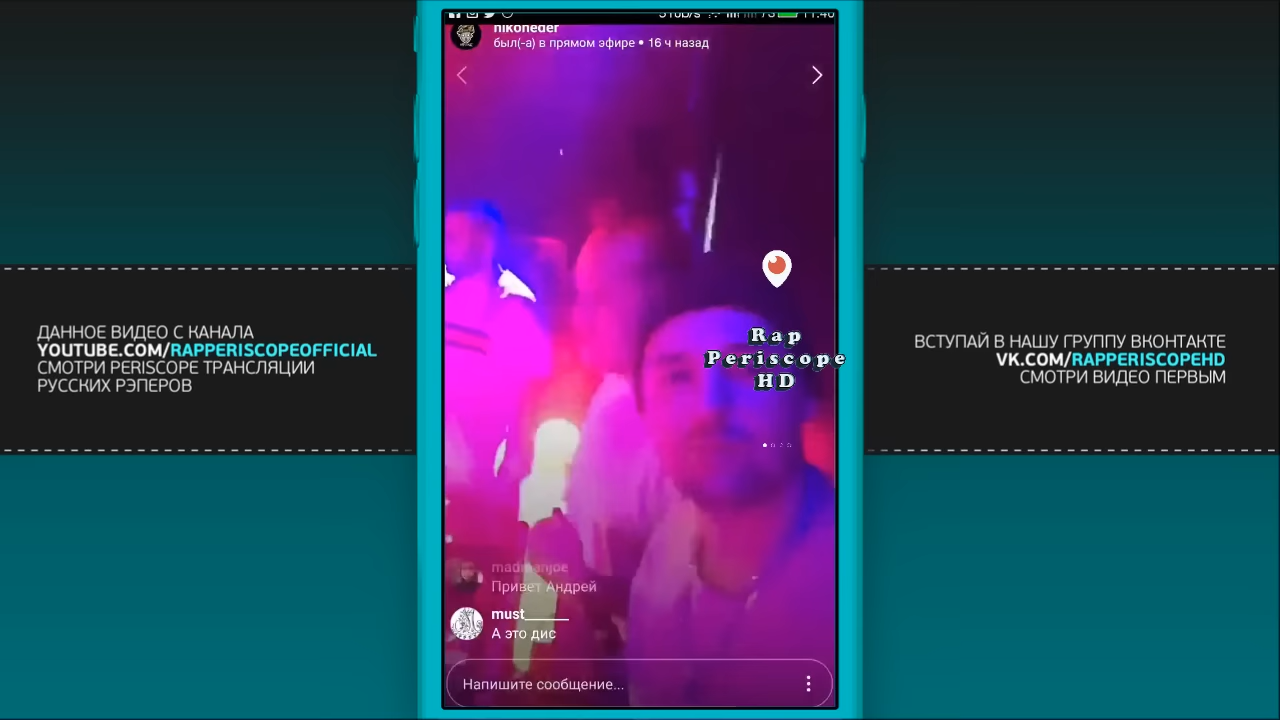 nikoneder
был(-а) в прямом эфире • 16 ч назад
ДАННОЕ ВИДЕО С КАНАЛА
YOUTUBE.COM/RAPPERISCOPEOFFICIAL
СМОТРИ PERISCOPE ТРАНСЛЯЦИИ
РУССКИХ РЭПЕРОВ
Rap
Periscope
HD
ВСТУПАЙ В НАШУ ГРУППУ ВКОНТАКТЕ
VK.COM/RAPPERISCOPEHD
СМОТРИ ВИДЕО ПЕРВЫМ
Привет Андрей
must______
А это дис
Напишите сообщение...